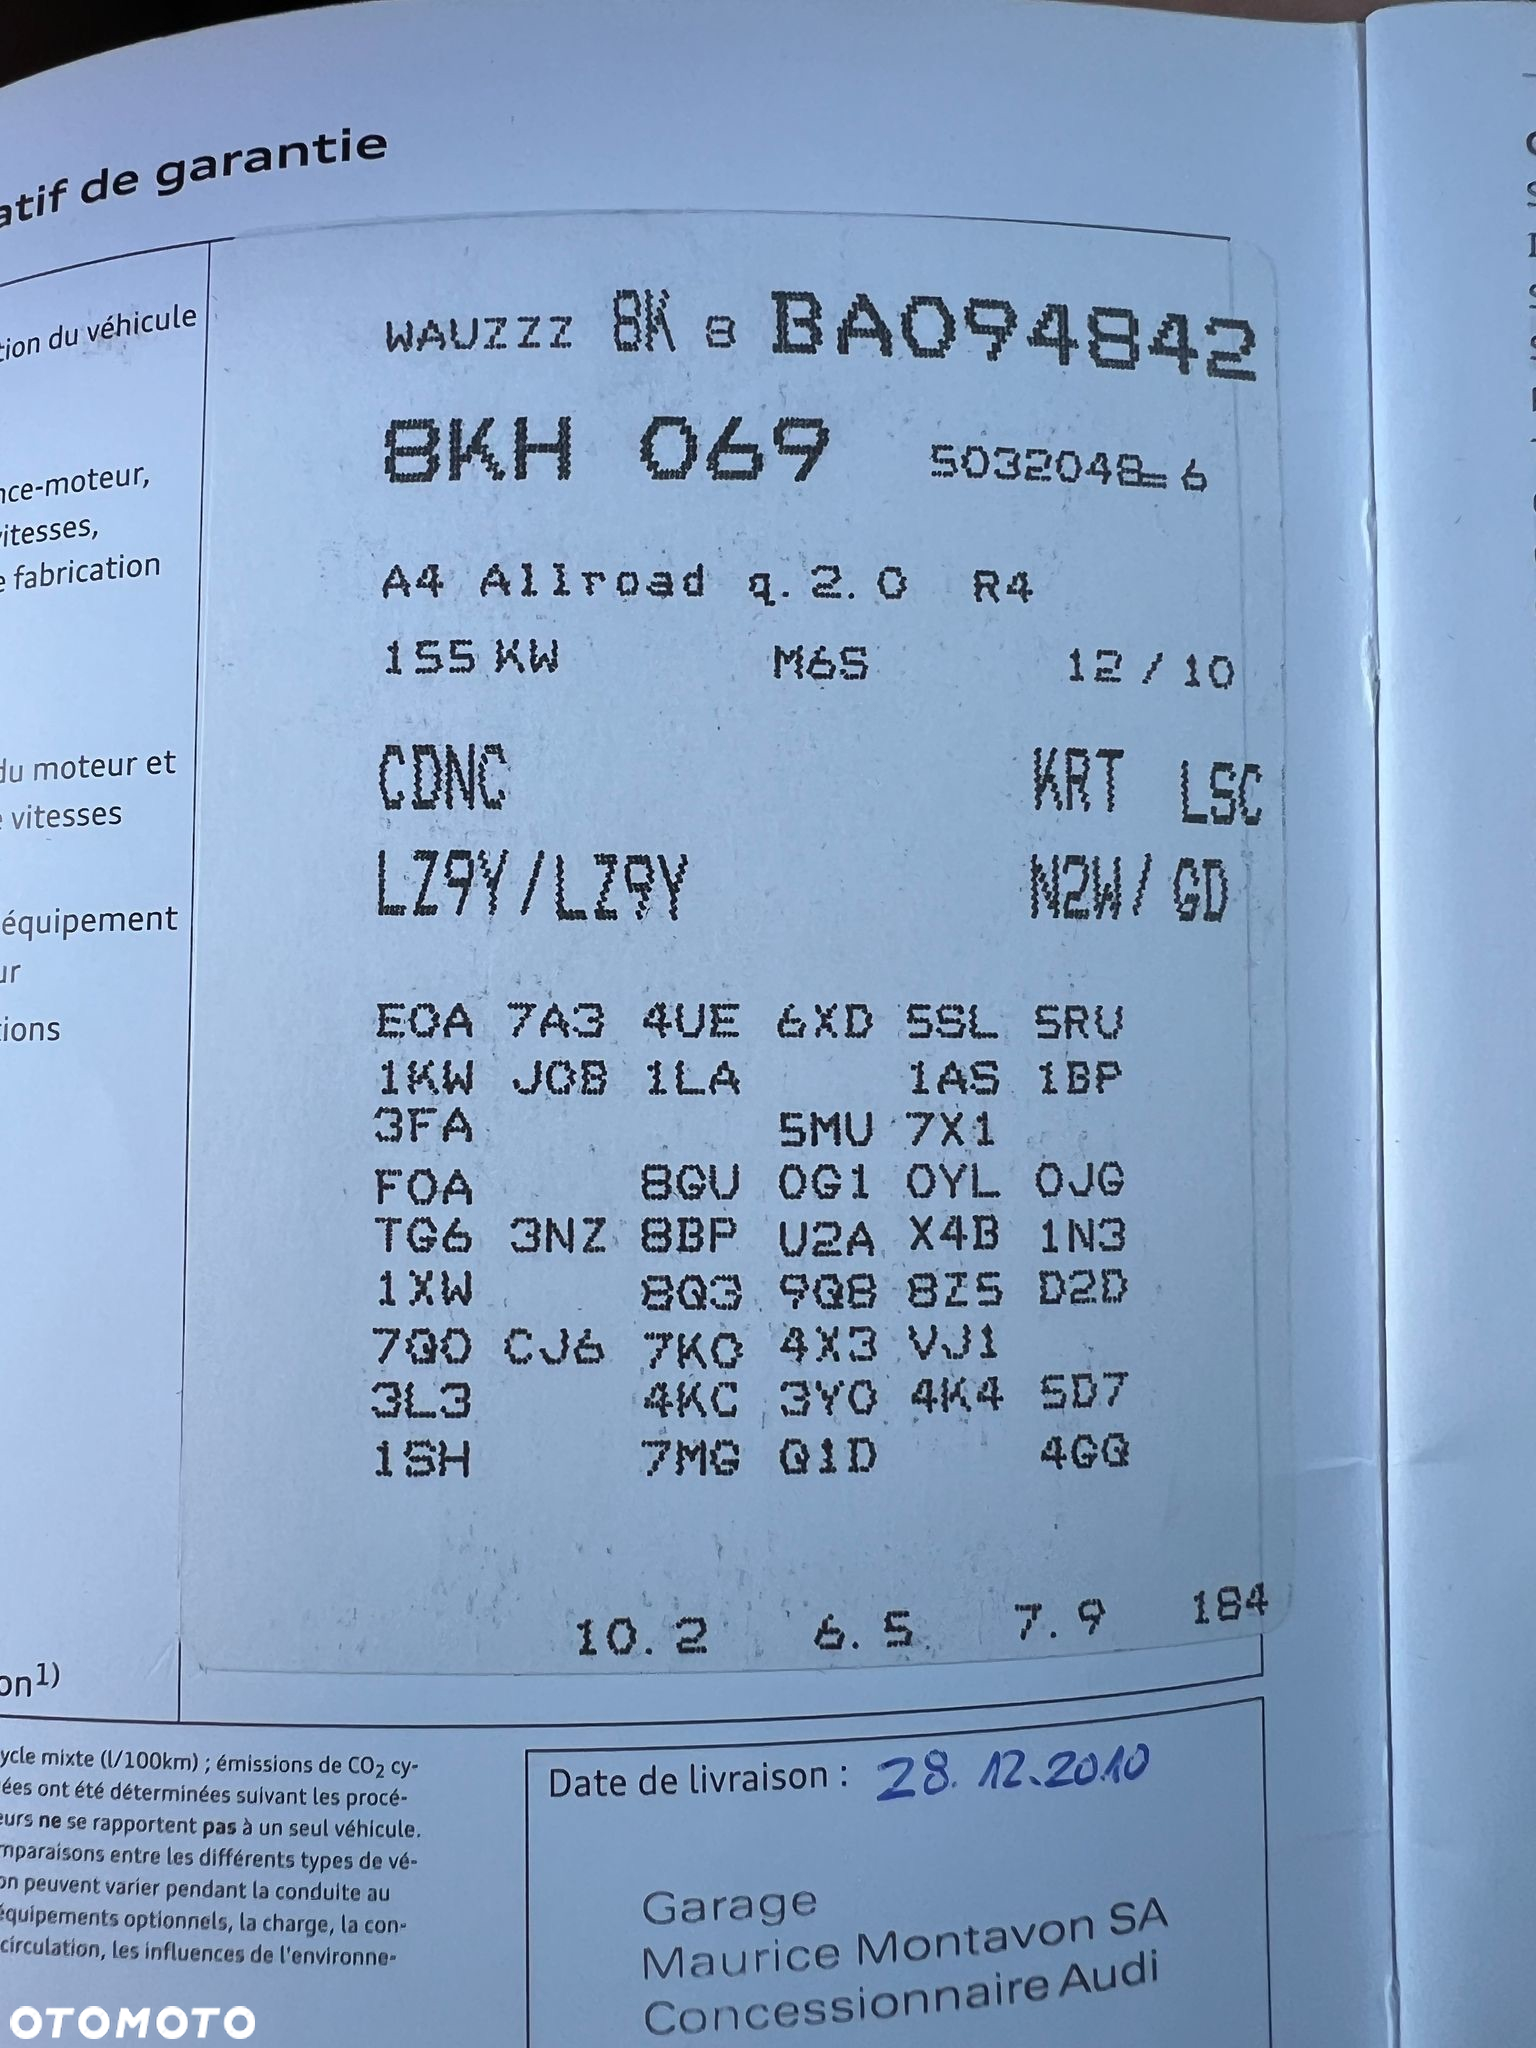 atif de garantie
tion du véhicule
WAUZZZ 8K 8 BA094842
8KH 069 5032048-6
nce-moteur,
vitesses,
e fabrication
A4 Allroad q.2.0 R4
155 KW M6S 12/10
du moteur et
e vitesses
CDNC KRT LSC
LZ9Y/LZ9Y N2W/GD
équipement
ur
tions
E0A 7A3 4UE 6XD 5SL 5RU
1KW J0B 1LA 1AS 1BP
3FA 5MU 7X1
F0A 8GU 0G1 0YL 0JG
TG6 3NZ 8BP U2A X4B 1N3
1XW 8Q3 9Q8 8Z5 D2D
7Q0 CJ6 7K0 4X3 VJ1
3L3 4KC 3Y0 4K4 5D7
1SH 7MG Q1D 4GQ
10.2 6.5 7.9 184
on1)
ycle mixte (l/100km) ; émissions de CO2 cy-
ées ont été déterminées suivant les procé-
eurs ne se rapportent pas à un seul véhicule.
mparaisons entre les différents types de vé-
on peuvent varier pendant la conduite au
équipements optionnels, la charge, la con-
circulation, les influences de l'environne-
Date de livraison : 28.12.2010
Garage
Maurice Montavon SA
Concessionnaire Audi
OTOMOTO